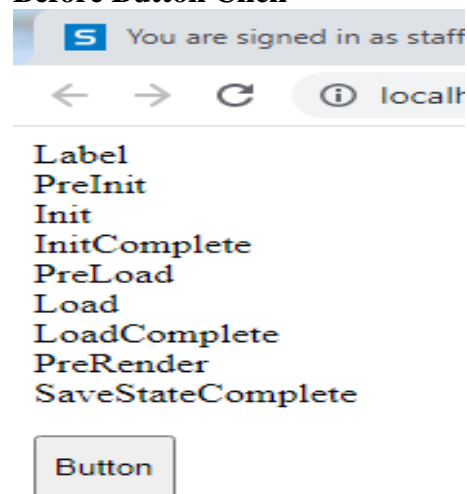 Before Button Click
S You are signed in as staff
localh
Label
PreInit
Init
InitComplete
PreLoad
Load
LoadComplete
PreRender
SaveStateComplete
Button